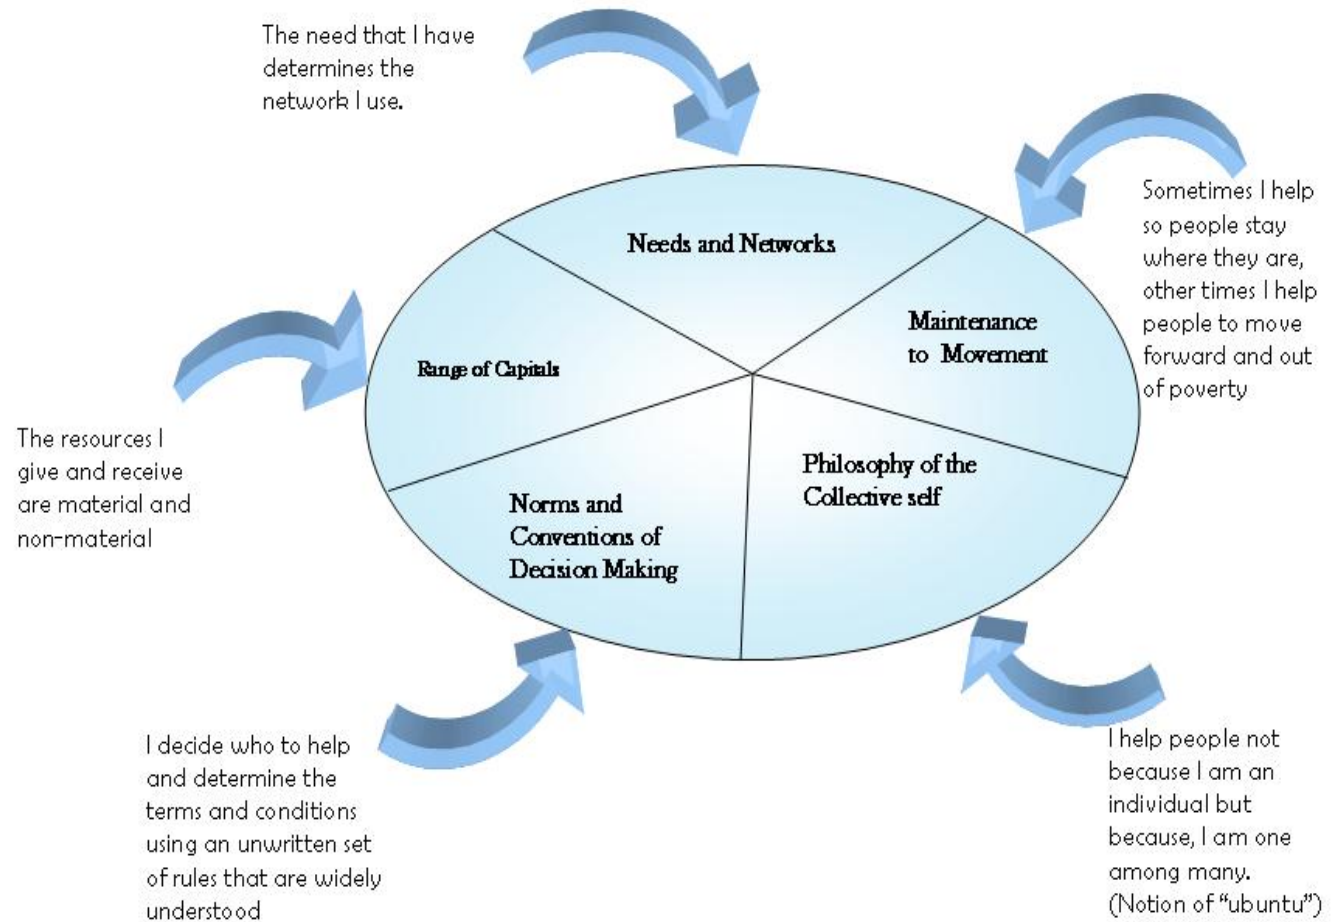 The need that I have
determines the
network I use.
Needs and Networks
Sometimes I help
so people stay
where they are,
other times I help
people to move
forward and out
of poverty
Maintenance
to Movement
Range of Capitals
The resources I
give and receive
are material and
non-material
Philosophy of the
Collective self
Norms and
Conventions of
Decision Making
I decide who to help
and determine the
terms and conditions
using an unwritten set
of rules that are widely
understood
I help people not
because I am an
individual but
because, I am one
among many.
(Notion of “ubuntu”)